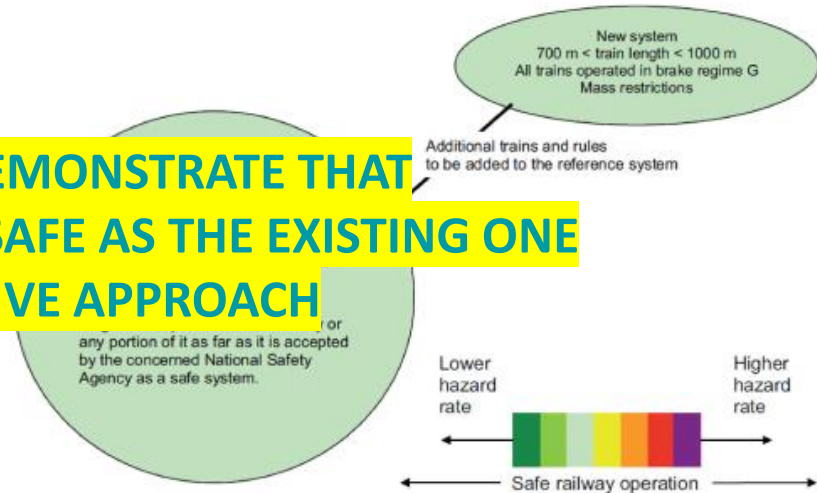 New system
700 m < train length < 1000 m
All trains operated in brake regime G
Mass restrictions
Additional trains and rules
to be added to the reference system
EMONSTRATE THAT
SAFE AS THE EXISTING ONE
VE APPROACH
or
any portion of it as far as it is accepted
by the concerned National Safety
Agency as a safe system.
Lower
hazard
rate
Higher
hazard
rate
Safe railway operation